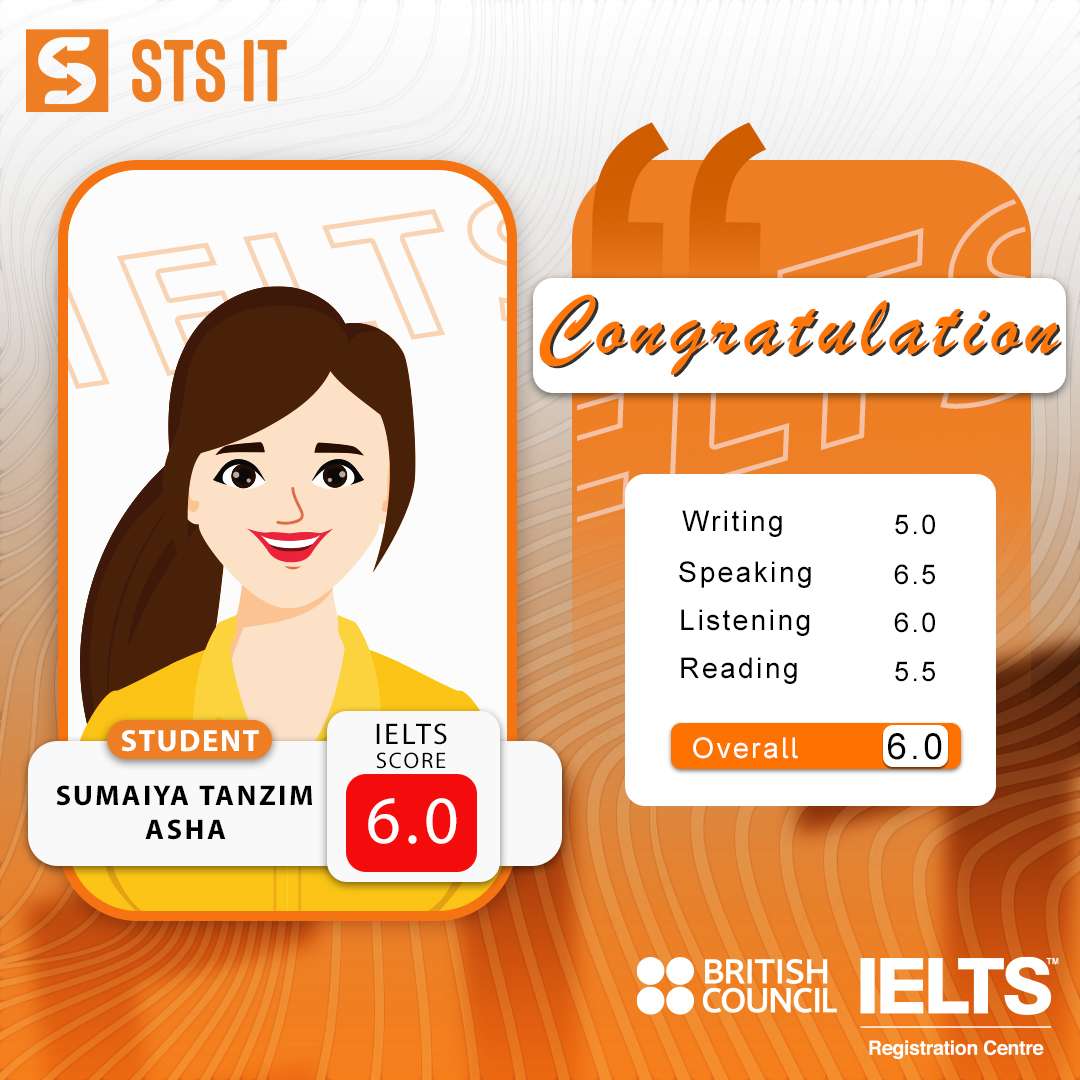 STS IT
IELTS
Congratulation
IELTS
Writing 5.0
Speaking 6.5
Listening 6.0
Reading 5.5
Overall 6.0
STUDENT
SUMAIYA TANZIM
ASHA
IELTS
SCORE
6.0
BRITISH
COUNCIL
IELTS™
Registration Centre